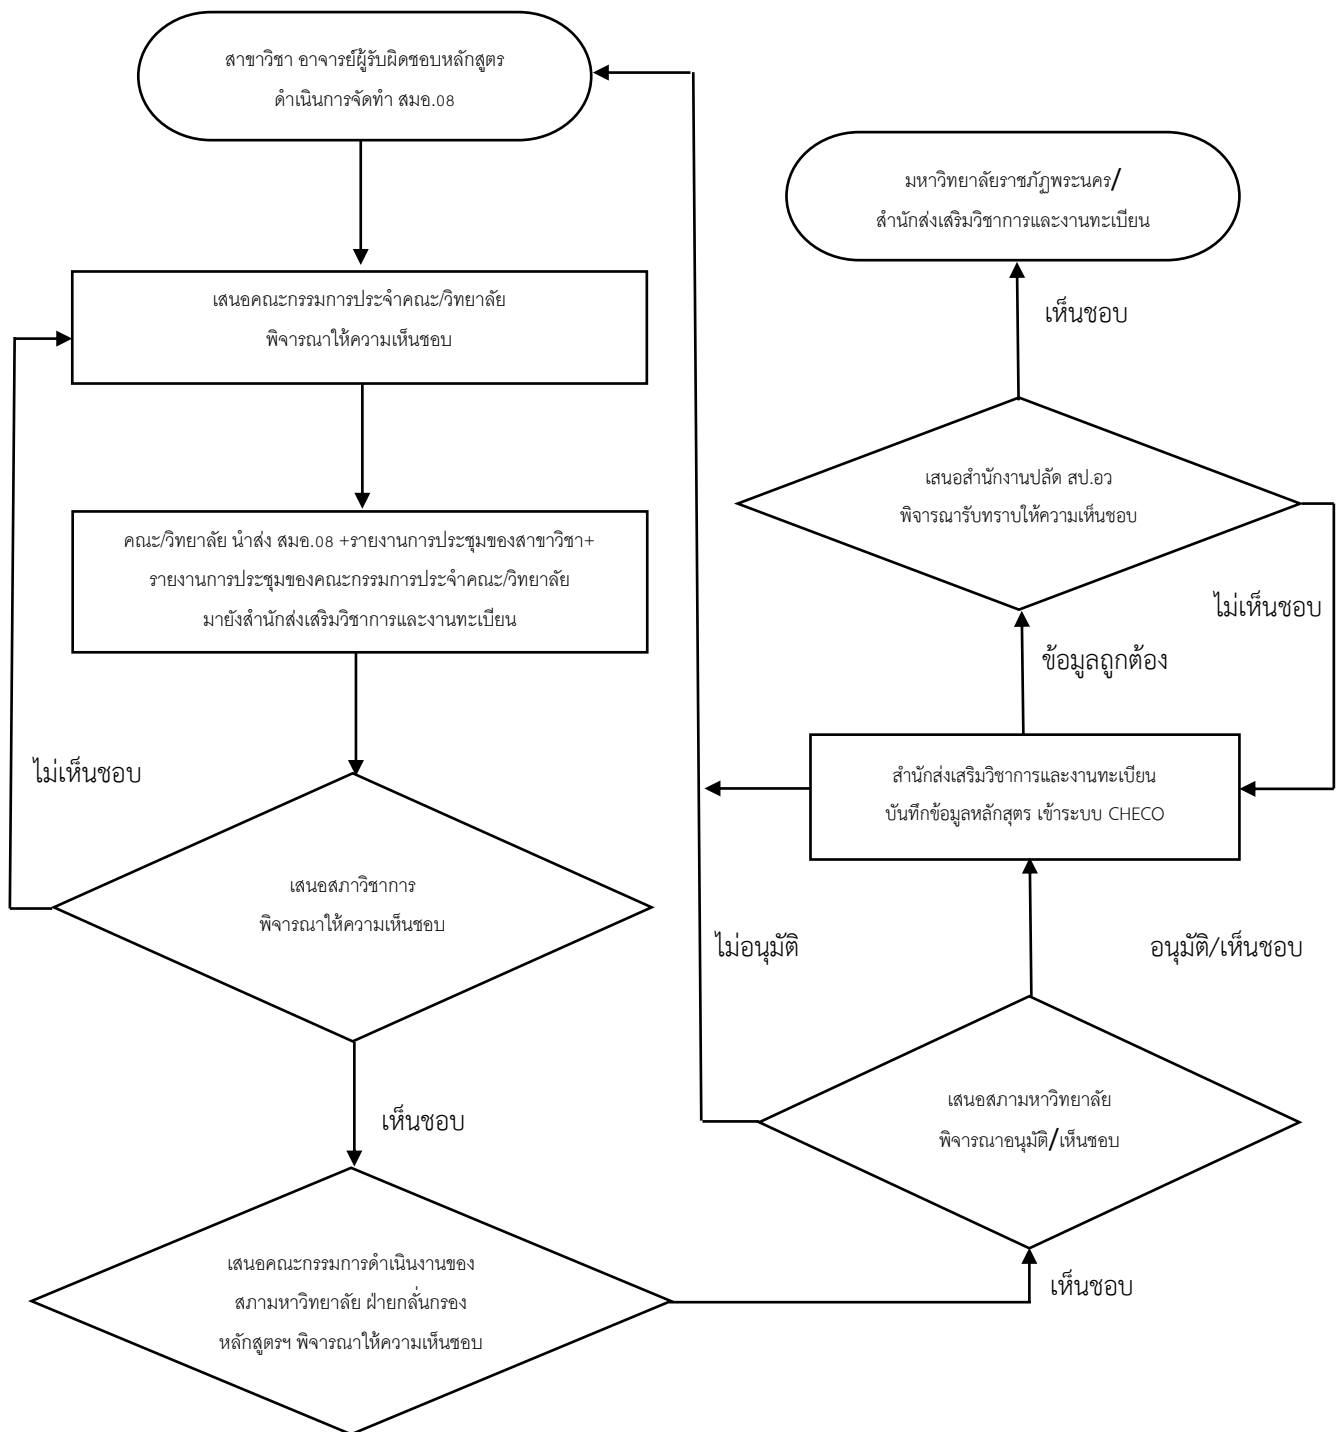 สาขาวิชา อาจารย์ผู้รับผิดชอบหลักสูตร
ดำเนินการจัดทำ สมอ.08
เสนอคณะกรรมการประจำคณะ/วิทยาลัย
พิจารณาให้ความเห็นชอบ
คณะ/วิทยาลัย นำส่ง สมอ.08 +รายงานการประชุมของสาขาวิชา+
รายงานการประชุมของคณะกรรมการประจำคณะ/วิทยาลัย
มายังสำนักส่งเสริมวิชาการและงานทะเบียน
ไม่เห็นชอบ
เสนอสภาวิชาการ
พิจารณาให้ความเห็นชอบ
เห็นชอบ
เสนอคณะกรรมการดำเนินงานของ
สภามหาวิทยาลัย ฝ่ายกลั่นกรอง
หลักสูตรฯ พิจารณาให้ความเห็นชอบ
เห็นชอบ
เสนอสภามหาวิทยาลัย
พิจารณาอนุมัติ/เห็นชอบ
ไม่อนุมัติ
อนุมัติ/เห็นชอบ
สำนักส่งเสริมวิชาการและงานทะเบียน
บันทึกข้อมูลหลักสุตร เข้าระบบ CHECO
ข้อมูลถูกต้อง
ไม่เห็นชอบ
เสนอสำนักงานปลัด สป.อว
พิจารณารับทราบให้ความเห็นชอบ
เห็นชอบ
มหาวิทยาลัยราชภัฏพระนคร/
สำนักส่งเสริมวิชาการและงานทะเบียน